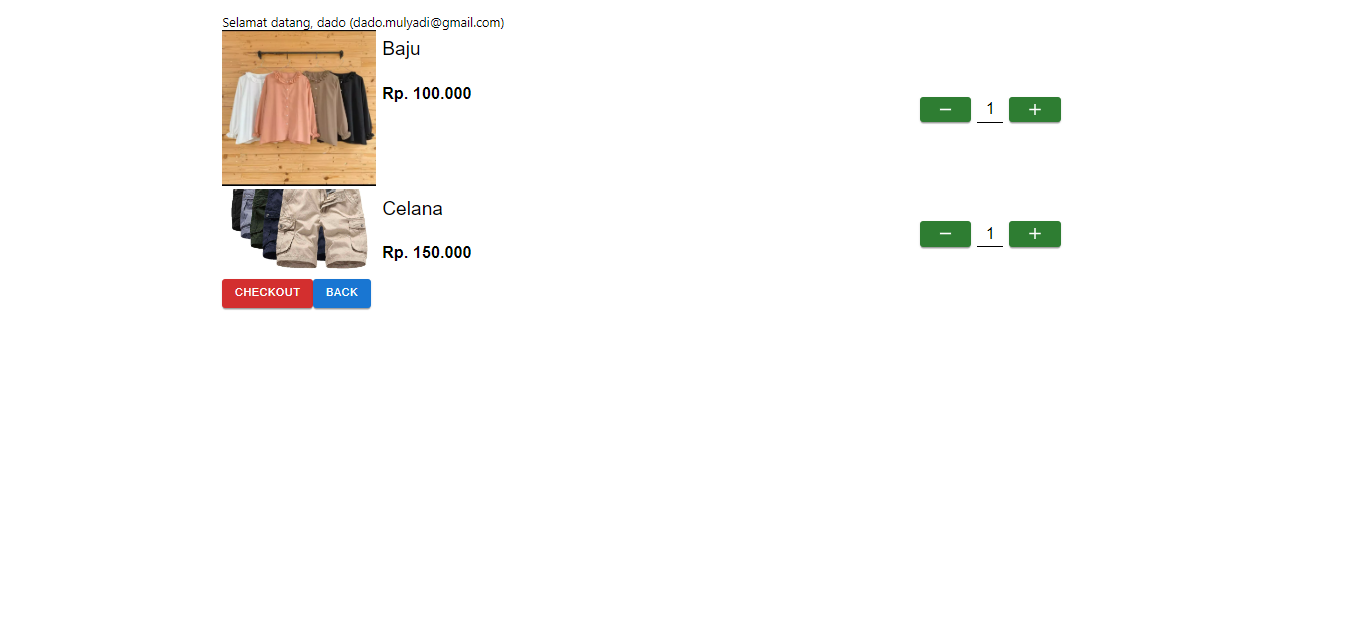 Selamat datang, dado (dado.mulyadi@gmail.com)
Baju
Rp. 100.000
1
Celana
Rp. 150.000
1
CHECKOUT BACK